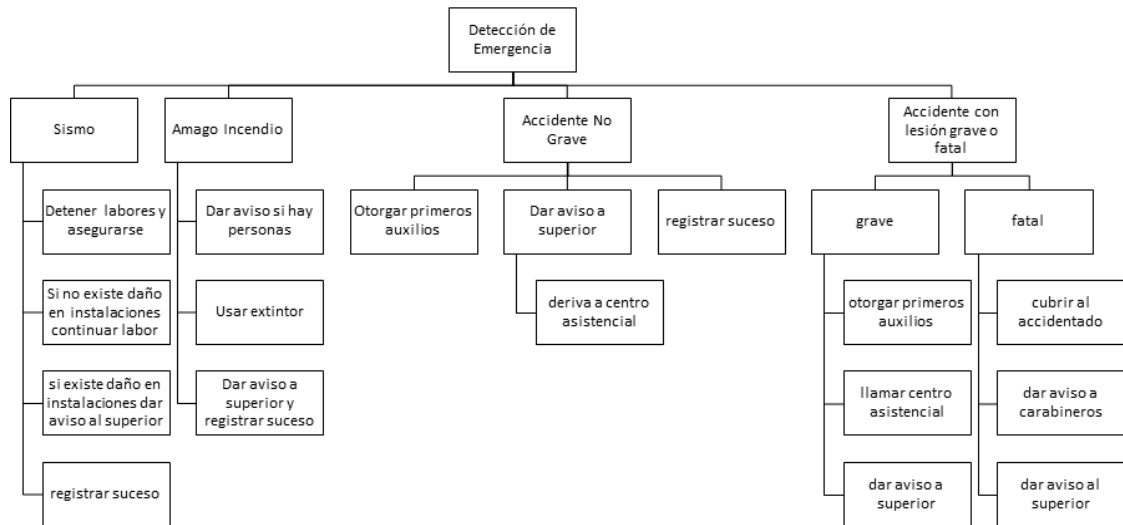 Detección de
Emergencia
Sismo
Amago Incendio
Accidente No
Grave
Accidente con
lesión grave o
fatal
Detener labores y
asegurarse
Si no existe daño
en instalaciones
continuar labor
si existe daño en
instalaciones dar
aviso al superior
registrar suceso
Dar aviso si hay
personas
Usar extintor
Dar aviso a
superior y
registrar suceso
Otorgar primeros
auxilios
Dar aviso a
superior
deriva a centro
asistencial
registrar suceso
grave
otorgar primeros
auxilios
llamar centro
asistencial
dar aviso a
superior
fatal
cubrir al
accidentado
dar aviso a
carabineros
dar aviso al
superior